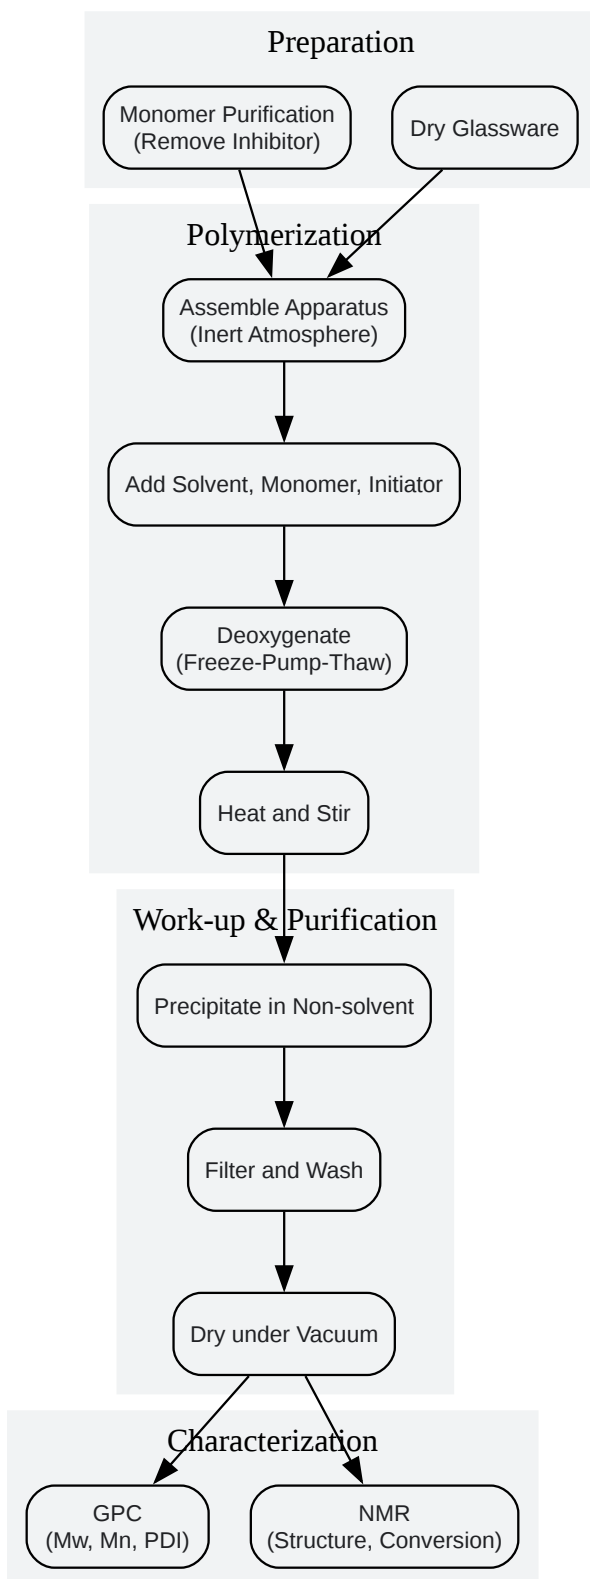 Preparation
Monomer Purification
(Remove Inhibitor)
Dry Glassware
Polymerization
Assemble Apparatus
(Inert Atmosphere)
Add Solvent, Monomer, Initiator
Deoxygenate
(Freeze-Pump-Thaw)
Heat and Stir
Work-up & Purification
Precipitate in Non-solvent
Filter and Wash
Dry under Vacuum
Characterization
GPC
(Mw, Mn, PDI)
NMR
(Structure, Conversion)